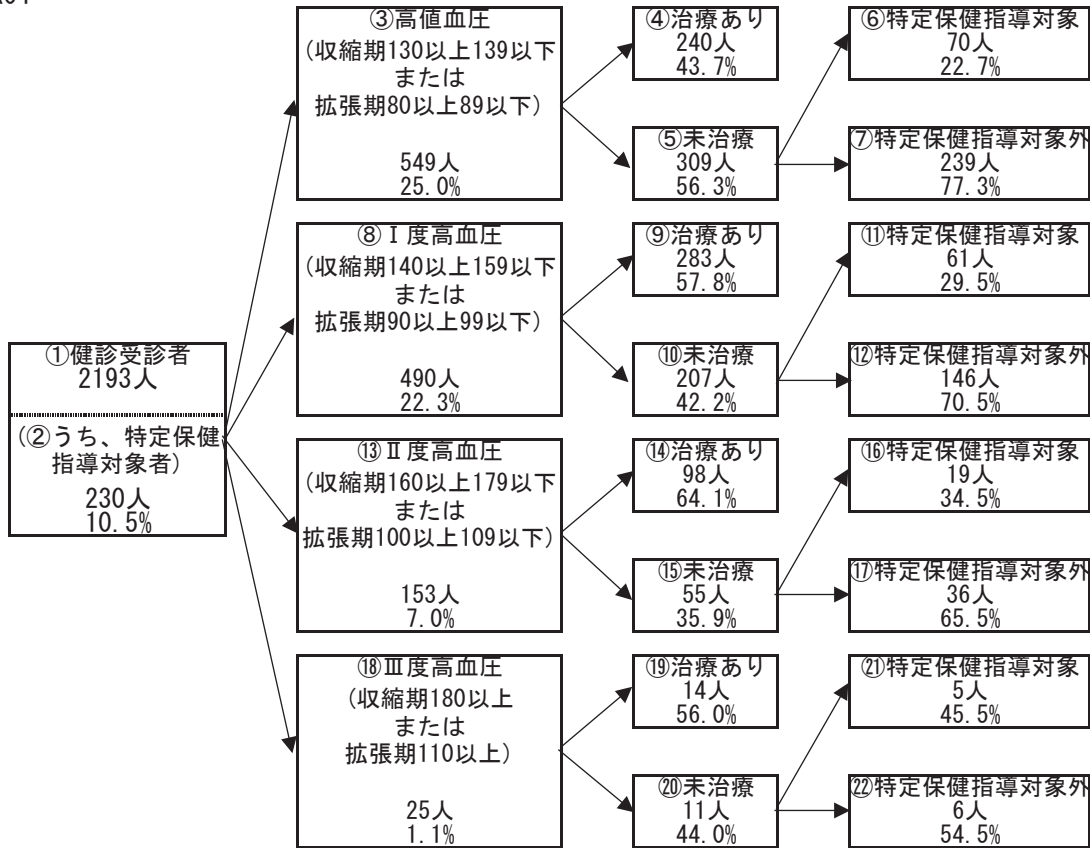 ③高値血圧
(収縮期130以上139以下
または
拡張期80以上89以下)
549人
25.0%
④治療あり
240人
43.7%
⑥特定保健指導対象
70人
22.7%
⑤未治療
309人
56.3%
⑦特定保健指導対象外
239人
77.3%
⑧Ⅰ度高血圧
(収縮期140以上159以下
または
拡張期90以上99以下)
490人
22.3%
⑨治療あり
283人
57.8%
⑪特定保健指導対象
61人
29.5%
⑩未治療
207人
42.2%
⑫特定保健指導対象外
146人
70.5%
①健診受診者
2193人
(②うち、特定保健
指導対象者)
230人
10.5%
⑬Ⅱ度高血圧
(収縮期160以上179以下
または
拡張期100以上109以下)
153人
7.0%
⑭治療あり
98人
64.1%
⑯特定保健指導対象
19人
34.5%
⑮未治療
55人
35.9%
⑰特定保健指導対象外
36人
65.5%
⑱Ⅲ度高血圧
(収縮期180以上
または
拡張期110以上)
25人
1.1%
⑲治療あり
14人
56.0%
㉑特定保健指導対象
5人
45.5%
⑳未治療
11人
44.0%
㉒特定保健指導対象外
6人
54.5%